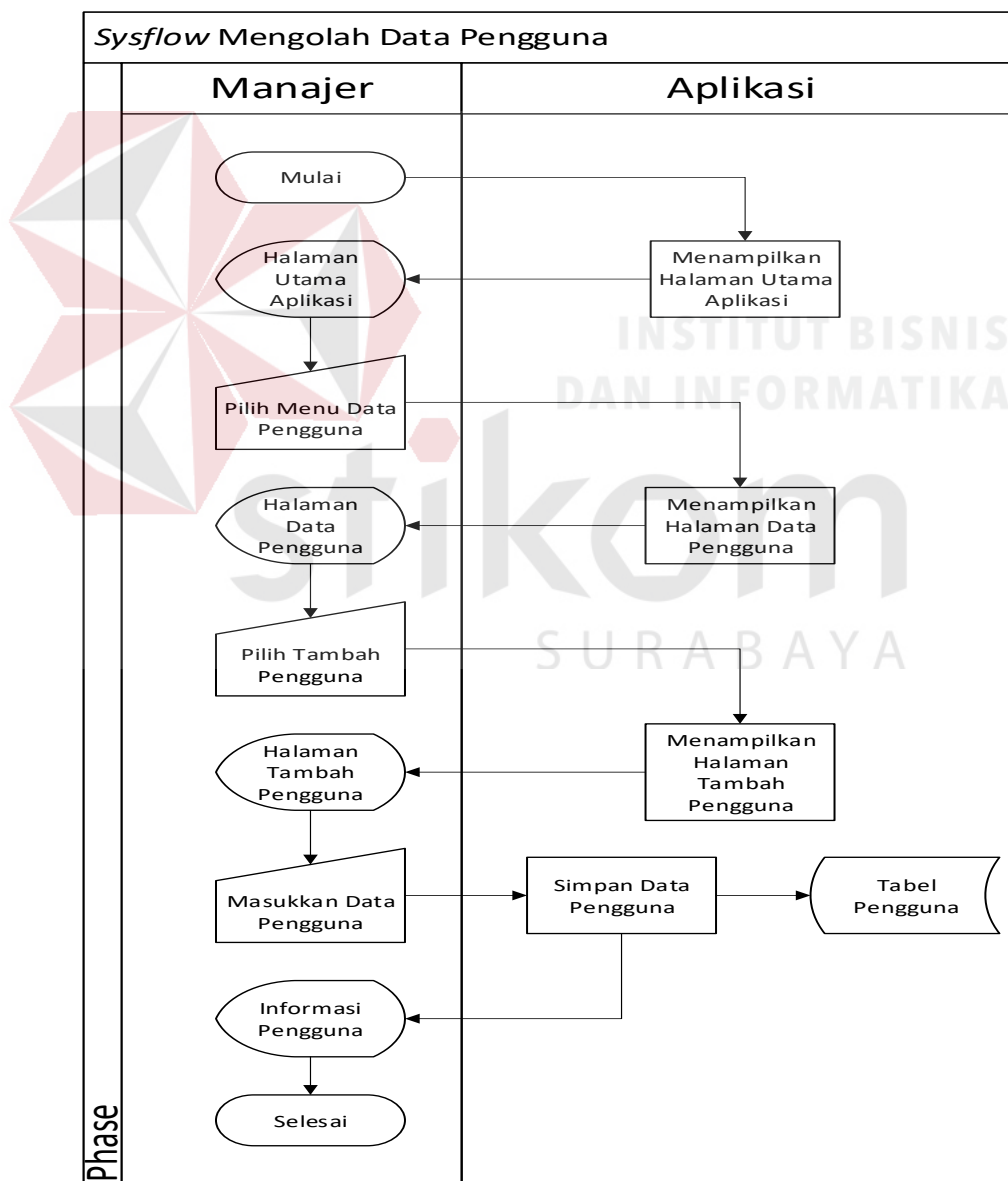 Sysflow Mengolah Data Pengguna
Manajer
Aplikasi
Mulai
Halaman
Utama
Aplikasi
Menampilkan
Halaman Utama
Aplikasi
INSTITUT BISNIS
DAN INFORMATIKA
Pilih Menu Data
Pengguna
stikom
SURABAYA
Halaman
Data
Pengguna
Menampilkan
Halaman Data
Pengguna
Pilih Tambah
Pengguna
Halaman
Tambah
Pengguna
Menampilkan
Halaman
Tambah
Pengguna
Masukkan Data
Pengguna
Simpan Data
Pengguna
Tabel
Pengguna
Informasi
Pengguna
Selesai
Phase